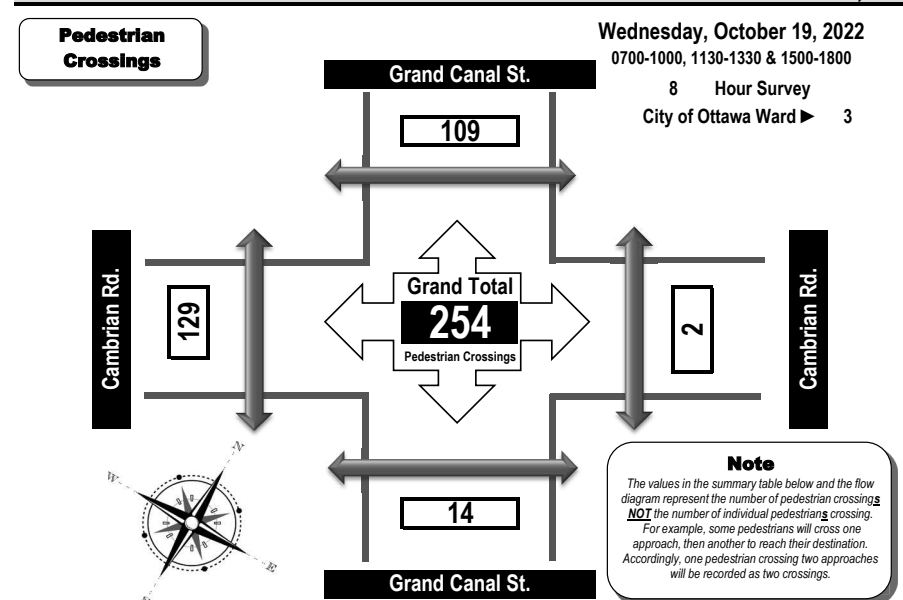 Pedestrian
Crossings
Wednesday, October 19, 2022
0700-1000, 1130-1330 & 1500-1800
8 Hour Survey
City of Ottawa Ward ► 3
Grand Canal St.
109
Cambrian Rd.
129
Grand Total
254
Pedestrian Crossings
2
Cambrian Rd.
14
Grand Canal St.
N
W
E
S
Note
The values in the summary table below and the flow
diagram represent the number of pedestrian crossings
NOT the number of individual pedestrians crossing.
For example, some pedestrians will cross one
approach, then another to reach their destination.
Accordingly, one pedestrian crossing two approaches
will be recorded as two crossings.